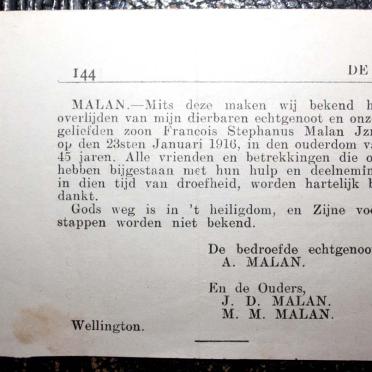 144 DE
MALAN.—Mits deze maken wij bekend h
overlijden van mijn dierbaren echtgenoot en onz
geliefden zoon Francois Stephanus Malan Jzn
op den 23sten Januari 1916, in den ouderdom va
45 jaren. Alle vrienden en betrekkingen die o
hebben bijgestaan met hun hulp en deelnemin
in dien tijd van droefheid, worden hartelijk b
dankt.
Gods weg is in 't heiligdom, en Zijne voe
stappen worden niet bekend.
De bedroefde echtgenoo
A. MALAN.
En de Ouders,
J. D. MALAN.
M. M. MALAN.
Wellington.